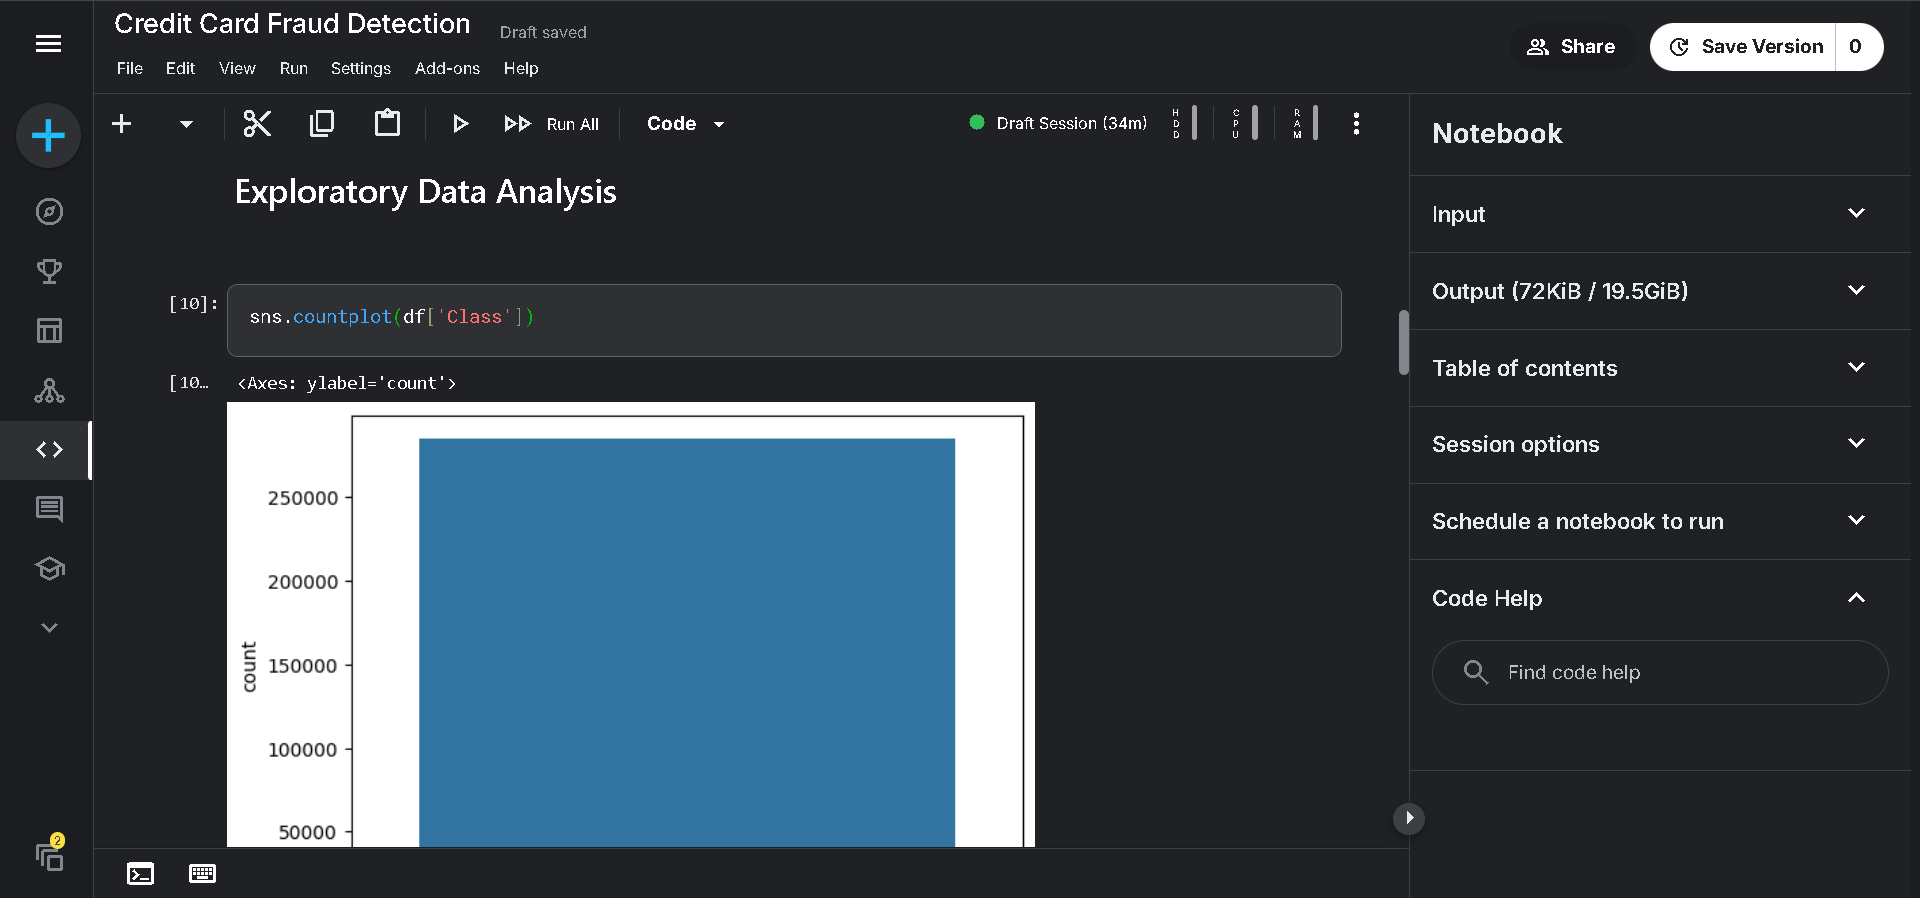 Credit Card Fraud Detection
Draft saved
File Edit View Run Settings Add-ons Help
Share
Save Version 0
Run All
Code
Draft Session (34m)
HDD
CPU
RAM
Exploratory Data Analysis
[10]:
sns.countplot(df['Class'])
[10…
<Axes: ylabel='count'>
250000
200000
150000
100000
50000
count
Notebook
Input
Output (72KiB / 19.5GiB)
Table of contents
Session options
Schedule a notebook to run
Code Help
Find code help
2